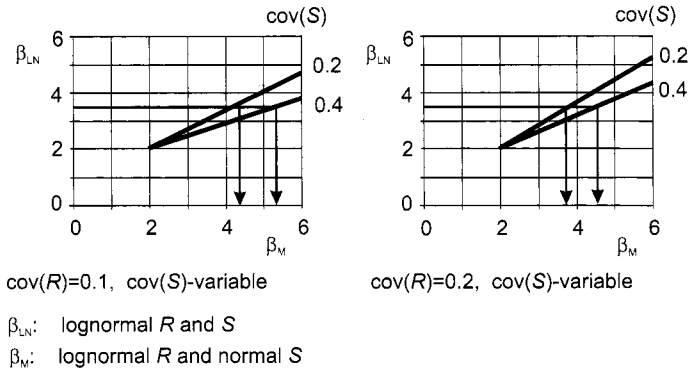 cov(S)
β_LN
6
4
2
0
0.2
0.4
0 2 4 6
β_M
cov(R)=0.1, cov(S)-variable
cov(S)
β_LN
6
4
2
0
0.2
0.4
0 2 4 6
β_M
cov(R)=0.2, cov(S)-variable
β_LN: lognormal R and S
β_M: lognormal R and normal S